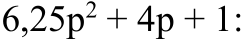 6,25p² + 4p + 1: